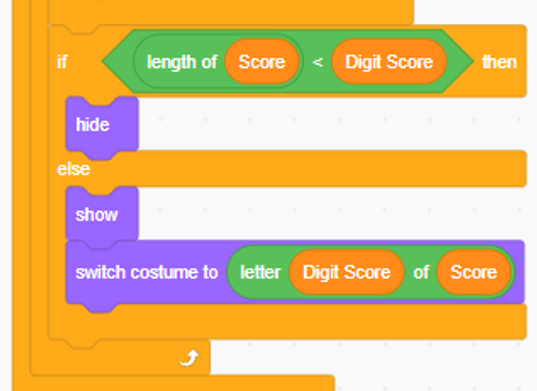 if length of Score < Digit Score then
hide
else
show
switch costume to letter Digit Score of Score